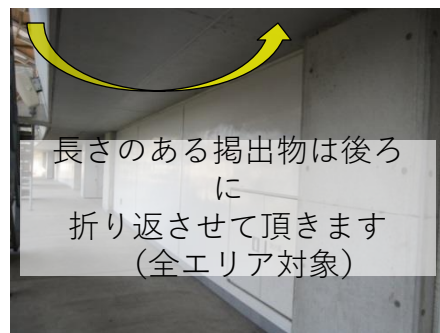 長さのある掲出物は後ろ
に
折り返させて頂きます
(全エリア対象)